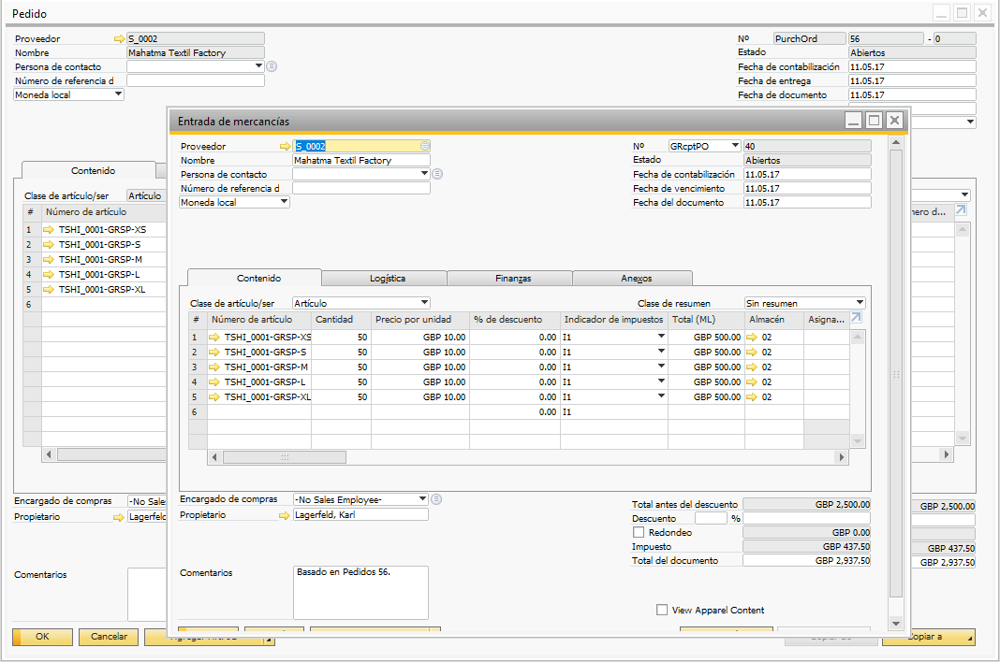 Pedido
Proveedor S_0002
Nombre Mahatma Textil Factory
Persona de contacto
Número de referencia d
Moneda local
Nº PurchOrd 56 - 0
Estado Abiertos
Fecha de contabilización 11.05.17
Fecha de entrega 11.05.17
Fecha de documento 11.05.17
Contenido
Clase de artículo/ser Artículo
# Número de artículo
1 TSHI_0001-GRSP-XS
2 TSHI_0001-GRSP-S
3 TSHI_0001-GRSP-M
4 TSHI_0001-GRSP-L
5 TSHI_0001-GRSP-XL
6
Encargado de compras -No Sales
Propietario Lagerfeld
Comentarios
OK Cancelar
Entrada de mercancías
Proveedor S_0002
Nombre Mahatma Textil Factory
Persona de contacto
Número de referencia d
Moneda local
Nº GRcptPO 40
Estado Abiertos
Fecha de contabilización 11.05.17
Fecha de vencimiento 11.05.17
Fecha del documento 11.05.17
Contenido Logística Finanzas Anexos
Clase de artículo/ser Artículo Clase de resumen Sin resumen
# Número de artículo Cantidad Precio por unidad % de descuento Indicador de impuestos Total (ML) Almacén Asigna...
1 TSHI_0001-GRSP-XS 50 GBP 10.00 0.00 I1 GBP 500.00 02
2 TSHI_0001-GRSP-S 50 GBP 10.00 0.00 I1 GBP 500.00 02
3 TSHI_0001-GRSP-M 50 GBP 10.00 0.00 I1 GBP 500.00 02
4 TSHI_0001-GRSP-L 50 GBP 10.00 0.00 I1 GBP 500.00 02
5 TSHI_0001-GRSP-XL 50 GBP 10.00 0.00 I1 GBP 500.00 02
6 0.00 I1
Encargado de compras -No Sales Employee-
Propietario Lagerfeld, Karl
Comentarios Basado en Pedidos 56.
Total antes del descuento GBP 2,500.00
Descuento %
Redondeo GBP 0.00
Impuesto GBP 437.50
Total del documento GBP 2,937.50
View Apparel Content
mero d...
GBP 2,500.00
GBP 437.50
GBP 2,937.50
Copiar a